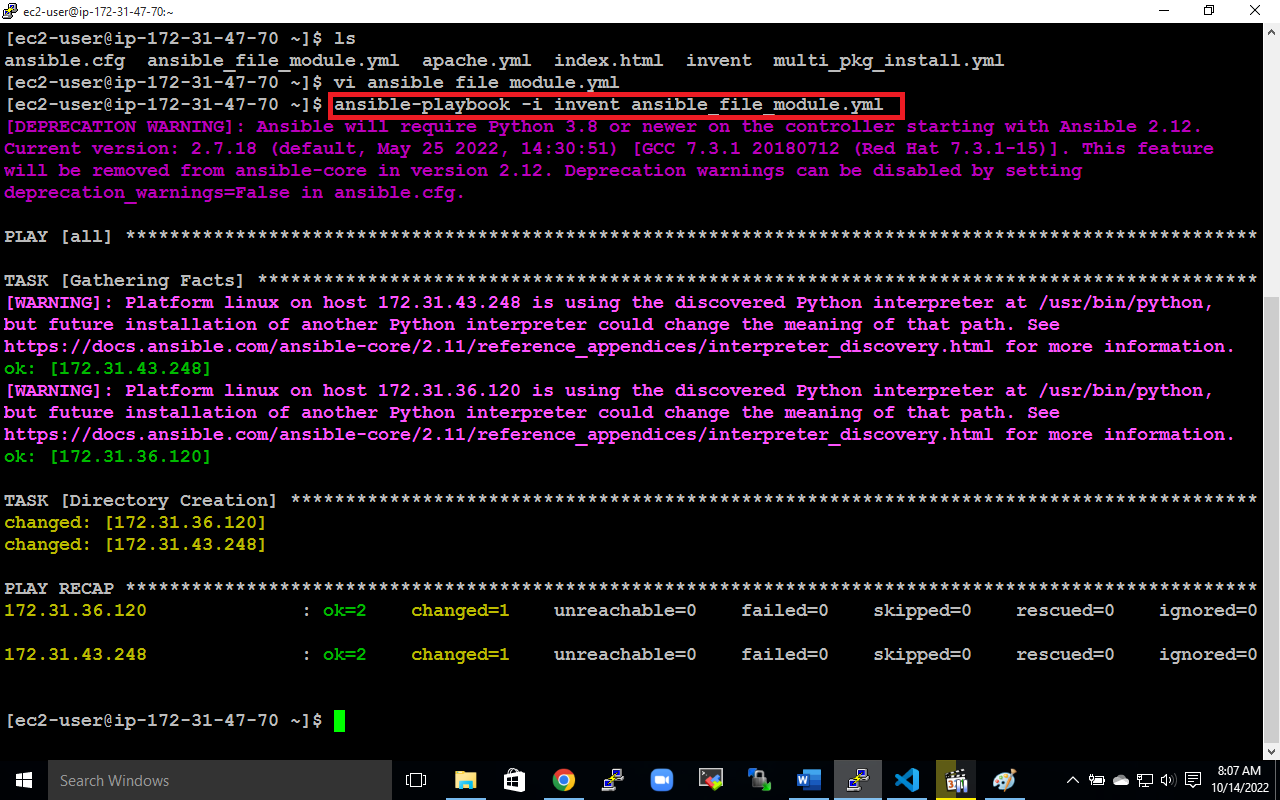 ec2-user@ip-172-31-47-70:~
[ec2-user@ip-172-31-47-70 ~]$ ls
ansible.cfg  ansible_file_module.yml  apache.yml  index.html  invent  multi_pkg_install.yml
[ec2-user@ip-172-31-47-70 ~]$ vi ansible_file_module.yml
[ec2-user@ip-172-31-47-70 ~]$ ansible-playbook -i invent ansible_file_module.yml
[DEPRECATION WARNING]: Ansible will require Python 3.8 or newer on the controller starting with Ansible 2.12.
Current version: 2.7.18 (default, May 25 2022, 14:30:51) [GCC 7.3.1 20180712 (Red Hat 7.3.1-15)]. This feature
will be removed from ansible-core in version 2.12. Deprecation warnings can be disabled by setting
deprecation_warnings=False in ansible.cfg.
PLAY [all] *******************************************************************************************************
TASK [Gathering Facts] *******************************************************************************************
[WARNING]: Platform linux on host 172.31.43.248 is using the discovered Python interpreter at /usr/bin/python,
but future installation of another Python interpreter could change the meaning of that path. See
https://docs.ansible.com/ansible-core/2.11/reference_appendices/interpreter_discovery.html for more information.
ok: [172.31.43.248]
[WARNING]: Platform linux on host 172.31.36.120 is using the discovered Python interpreter at /usr/bin/python,
but future installation of another Python interpreter could change the meaning of that path. See
https://docs.ansible.com/ansible-core/2.11/reference_appendices/interpreter_discovery.html for more information.
ok: [172.31.36.120]
TASK [Directory Creation] ****************************************************************************************
changed: [172.31.36.120]
changed: [172.31.43.248]
PLAY RECAP *******************************************************************************************************
172.31.36.120              : ok=2    changed=1    unreachable=0    failed=0    skipped=0    rescued=0    ignored=0
172.31.43.248              : ok=2    changed=1    unreachable=0    failed=0    skipped=0    rescued=0    ignored=0
[ec2-user@ip-172-31-47-70 ~]$
Search Windows
8:07 AM
10/14/2022